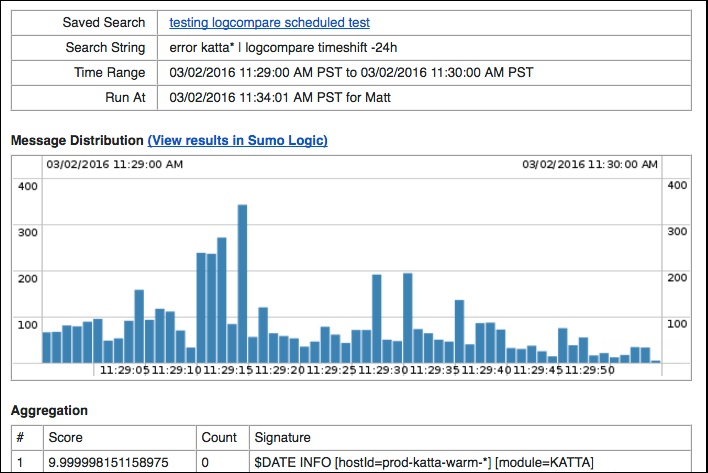 Saved Search testing logcompare scheduled test
Search String error katta* | logcompare timeshift -24h
Time Range 03/02/2016 11:29:00 AM PST to 03/02/2016 11:30:00 AM PST
Run At 03/02/2016 11:34:01 AM PST for Matt
Message Distribution (View results in Sumo Logic)
03/02/2016 11:29:00 AM 03/02/2016 11:30:00 AM
400 400
300 300
200 200
100 100
11:29:05 11:29:10 11:29:15 11:29:20 11:29:25 11:29:30 11:29:35 11:29:40 11:29:45 11:29:50
Aggregation
# Score Count Signature
1 9.999998151158975 0 $DATE INFO [hostId=prod-katta-warm-*] [module=KATTA]